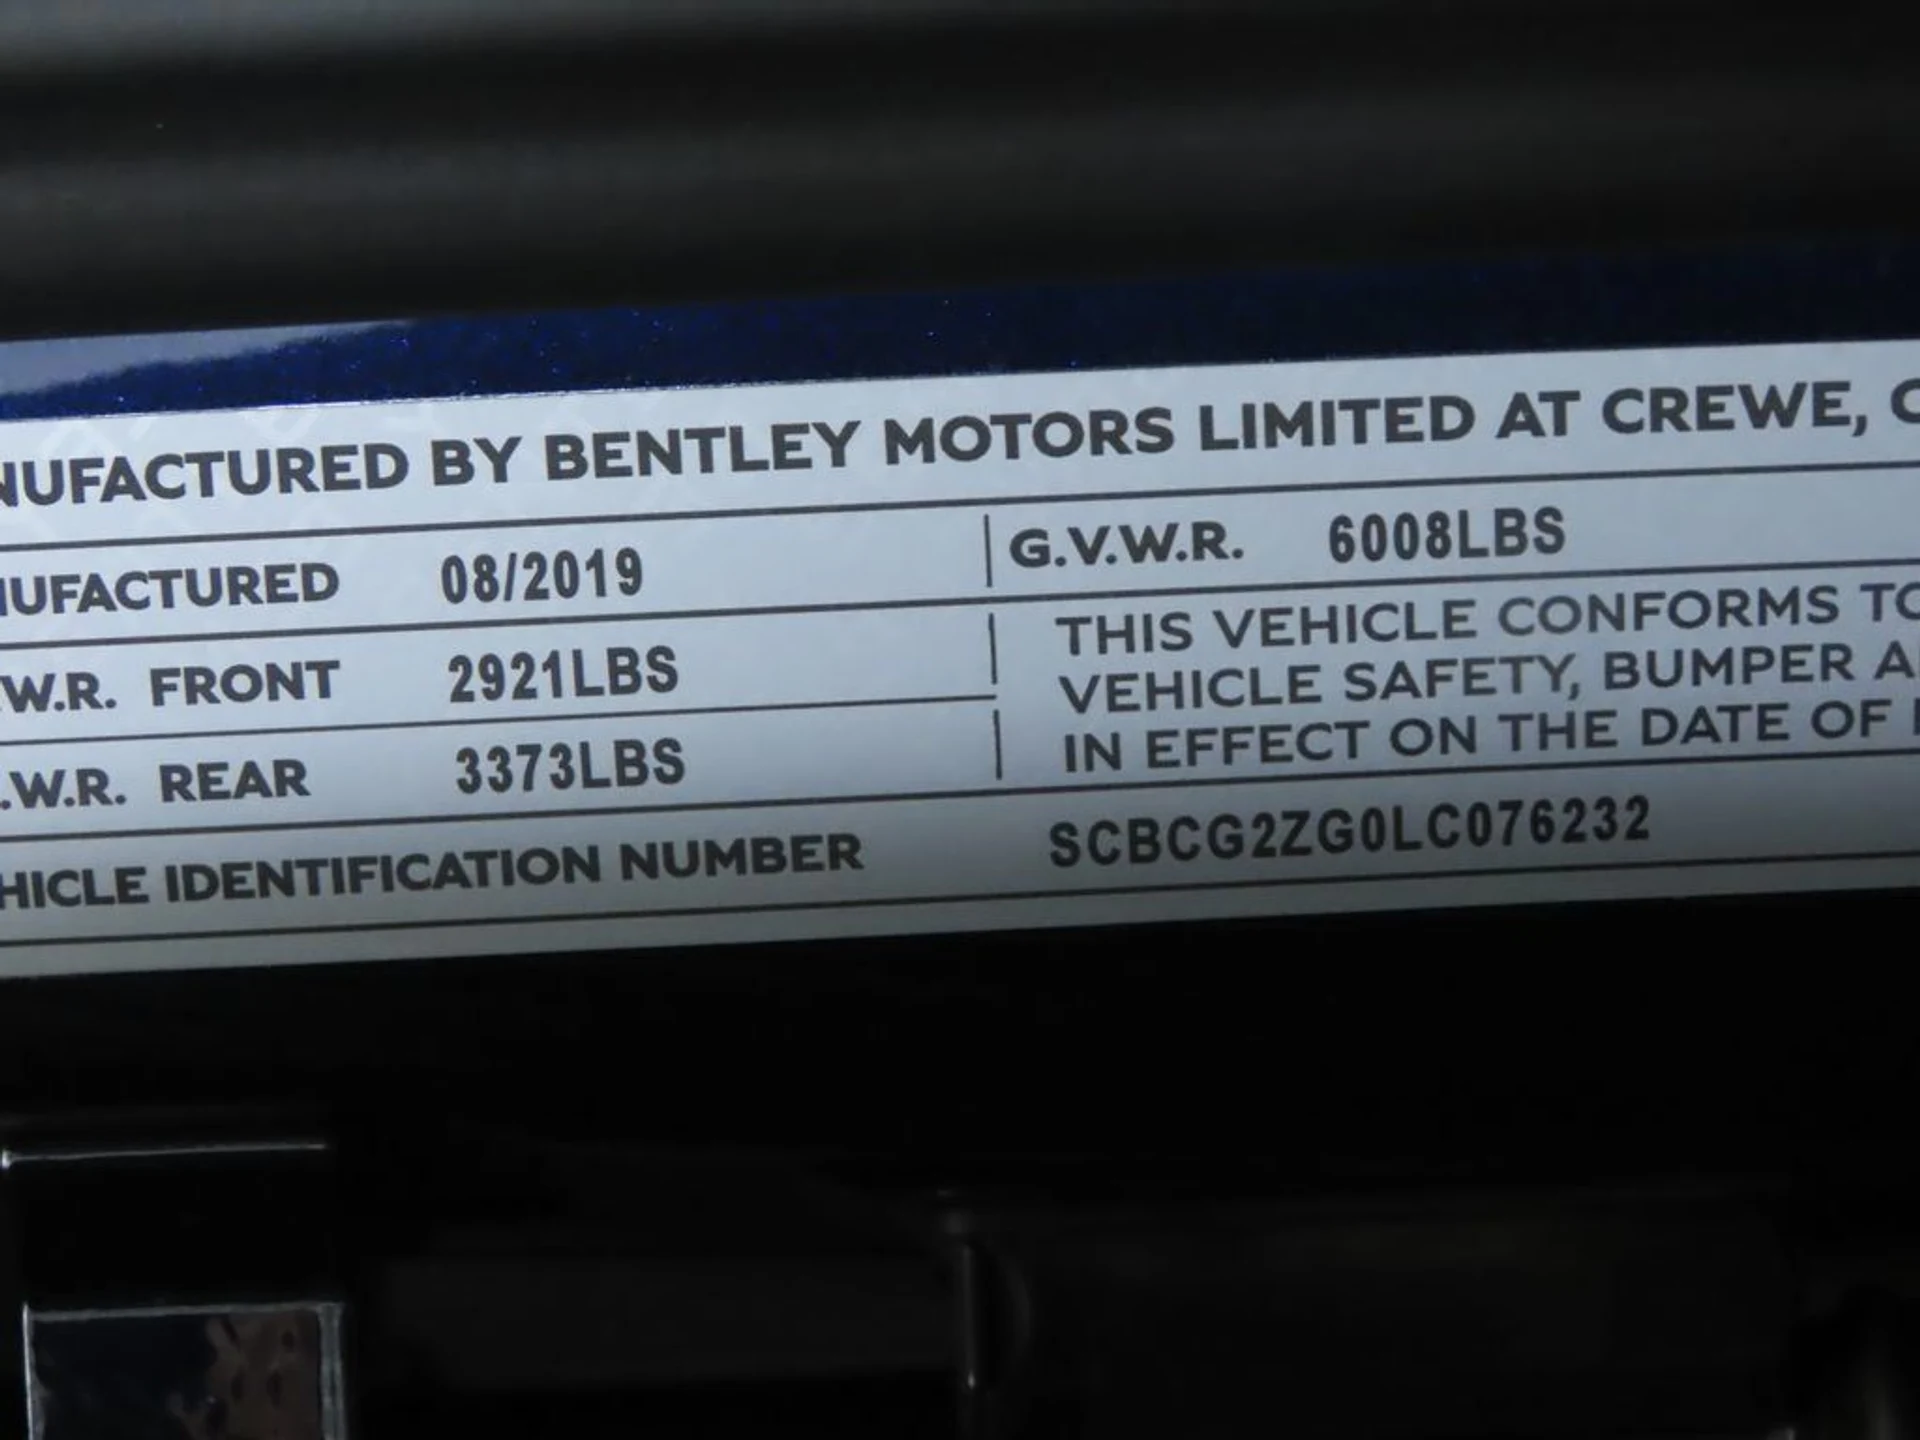 NUFACTURED BY BENTLEY MOTORS LIMITED AT CREWE, C
NUFACTURED 08/2019 G.V.W.R. 6008LBS
.W.R. FRONT 2921LBS THIS VEHICLE CONFORMS TO
VEHICLE SAFETY, BUMPER A
.W.R. REAR 3373LBS IN EFFECT ON THE DATE OF
HICLE IDENTIFICATION NUMBER SCBCG2ZG0LC076232